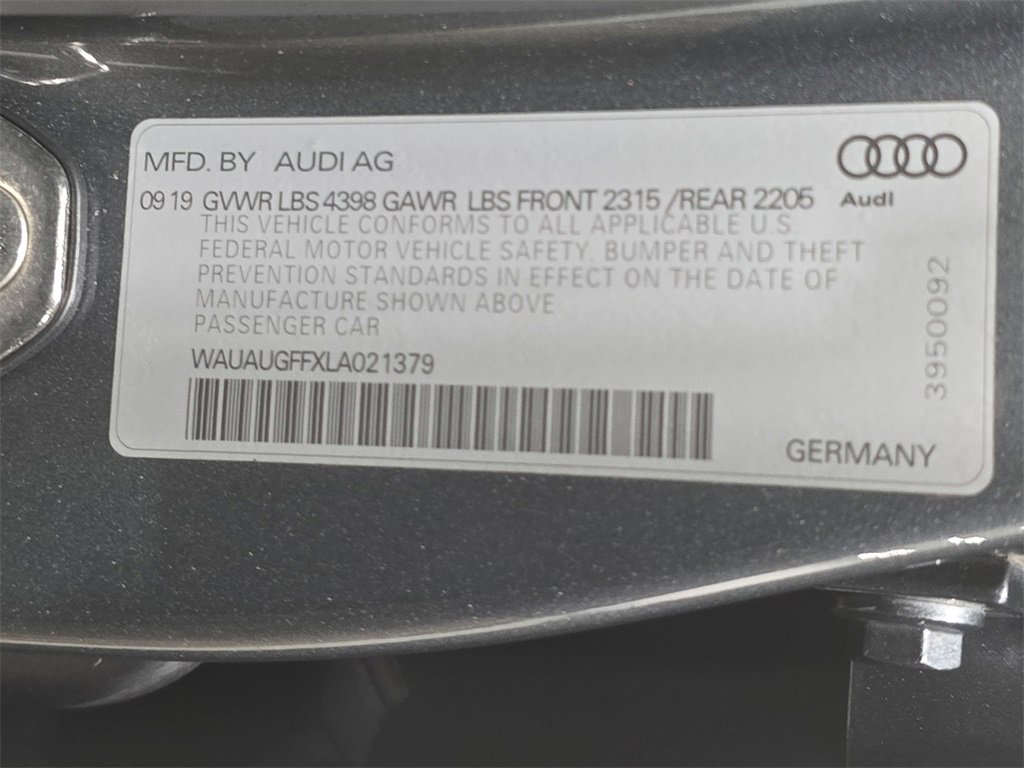 MFD. BY AUDI AG
Audi
09 19 GVWR LBS 4398 GAWR LBS FRONT 2315 /REAR 2205
THIS VEHICLE CONFORMS TO ALL APPLICABLE U.S.
FEDERAL MOTOR VEHICLE SAFETY, BUMPER AND THEFT
PREVENTION STANDARDS IN EFFECT ON THE DATE OF
MANUFACTURE SHOWN ABOVE
PASSENGER CAR
WAUAUGFFXLA021379
3950092
GERMANY